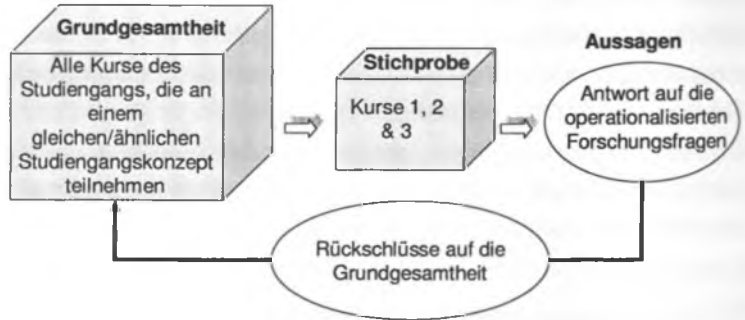 Grundgesamtheit
Alle Kurse des
Studiengangs, die an
einem
gleichen/ähnlichen
Studiengangskonzept
teilnehmen
Stichprobe
Kurse 1, 2
& 3
Aussagen
Antwort auf die
operationalisierten
Forschungsfragen
Rückschlüsse auf die
Grundgesamtheit